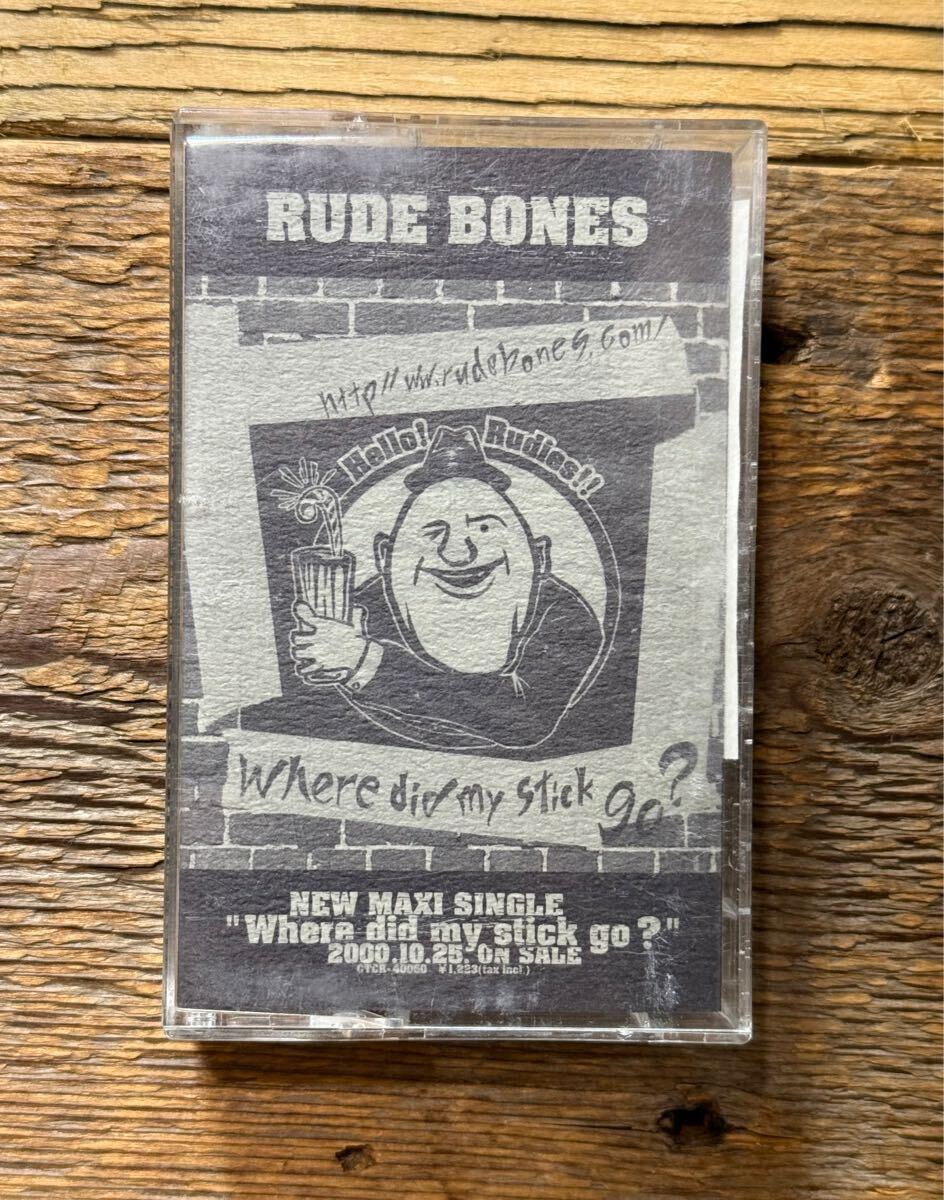 RUDE BONES
http//ww.rudebones.com/
Hello! Rudies!!
Where did my stick go?
NEW MAXI SINGLE
"Where did my stick go?"
2000.10.25. ON SALE
CTCR-40060 ¥1,223(tax incl.)